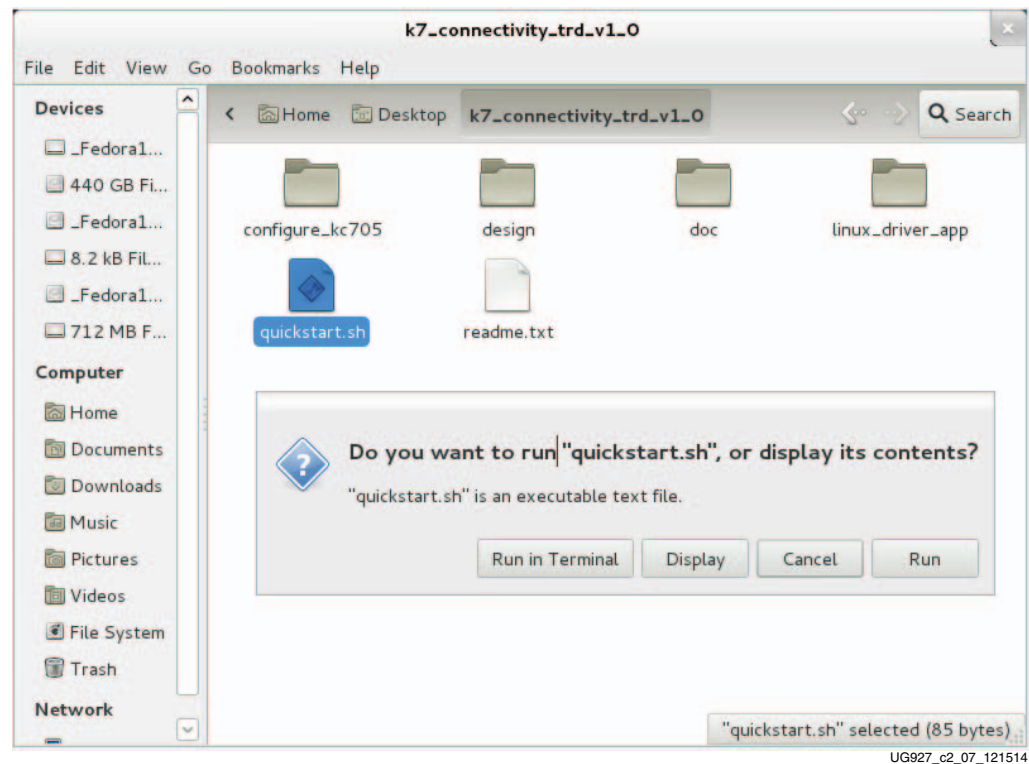 k7_connectivity_trd_v1_0
File Edit View Go Bookmarks Help
Devices
_Fedora1...
440 GB Fi...
_Fedora1...
8.2 kB Fil...
_Fedora1...
712 MB F...
Computer
Home
Documents
Downloads
Music
Pictures
Videos
File System
Trash
Network
Home Desktop k7_connectivity_trd_v1_0 Search
configure_kc705 design doc linux_driver_app
quickstart.sh readme.txt
Do you want to run "quickstart.sh", or display its contents?
"quickstart.sh" is an executable text file.
Run in Terminal Display Cancel Run
"quickstart.sh" selected (85 bytes)
UG927_c2_07_121514